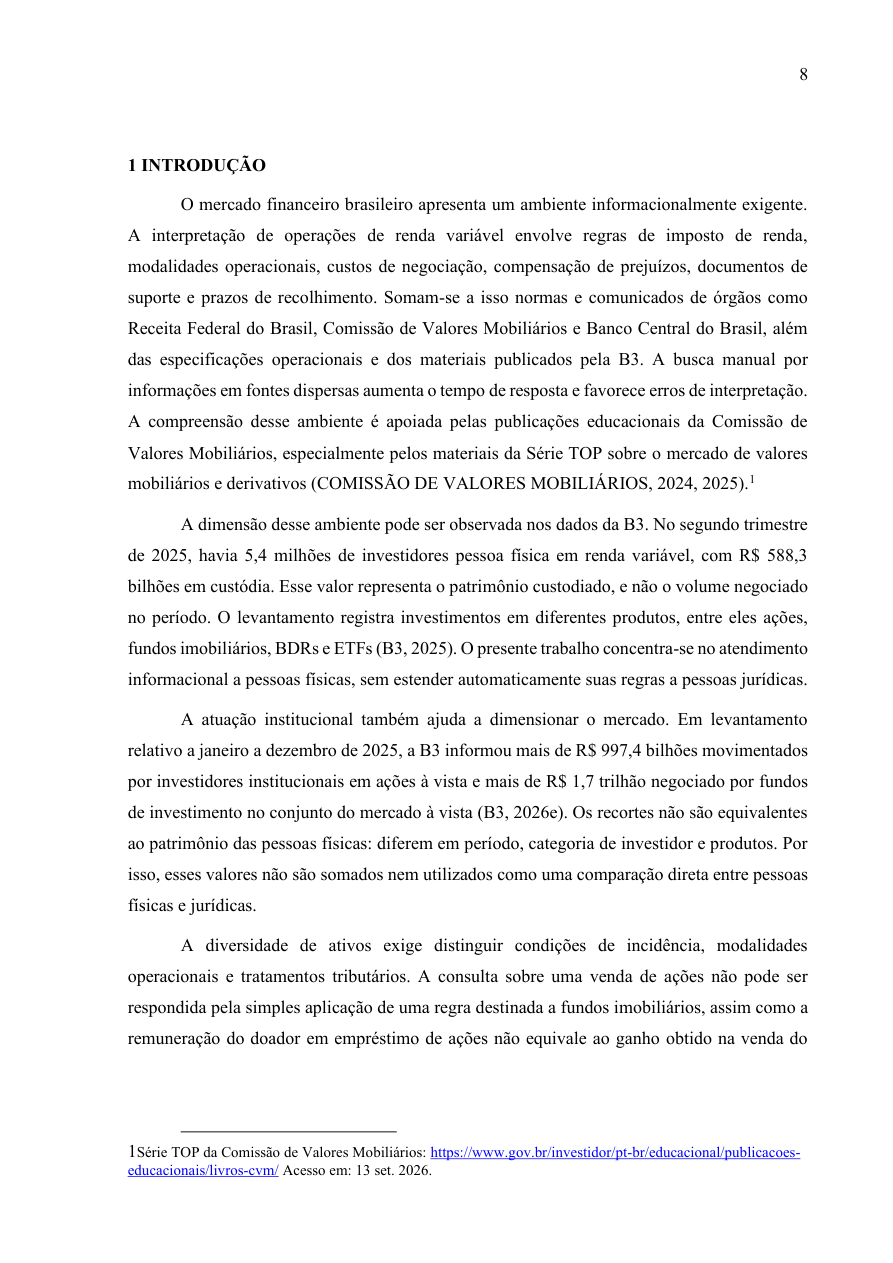 8
1 INTRODUÇÃO
O mercado financeiro brasileiro apresenta um ambiente informacionalmente exigente.
A interpretação de operações de renda variável envolve regras de imposto de renda,
modalidades operacionais, custos de negociação, compensação de prejuízos, documentos de
suporte e prazos de recolhimento. Somam-se a isso normas e comunicados de órgãos como
Receita Federal do Brasil, Comissão de Valores Mobiliários e Banco Central do Brasil, além
das especificações operacionais e dos materiais publicados pela B3. A busca manual por
informações em fontes dispersas aumenta o tempo de resposta e favorece erros de interpretação.
A compreensão desse ambiente é apoiada pelas publicações educacionais da Comissão de
Valores Mobiliários, especialmente pelos materiais da Série TOP sobre o mercado de valores
mobiliários e derivativos (COMISSÃO DE VALORES MOBILIÁRIOS, 2024, 2025).¹
A dimensão desse ambiente pode ser observada nos dados da B3. No segundo trimestre
de 2025, havia 5,4 milhões de investidores pessoa física em renda variável, com R$ 588,3
bilhões em custódia. Esse valor representa o patrimônio custodiado, e não o volume negociado
no período. O levantamento registra investimentos em diferentes produtos, entre eles ações,
fundos imobiliários, BDRs e ETFs (B3, 2025). O presente trabalho concentra-se no atendimento
informacional a pessoas físicas, sem estender automaticamente suas regras a pessoas jurídicas.
A atuação institucional também ajuda a dimensionar o mercado. Em levantamento
relativo a janeiro a dezembro de 2025, a B3 informou mais de R$ 997,4 bilhões movimentados
por investidores institucionais em ações à vista e mais de R$ 1,7 trilhão negociado por fundos
de investimento no conjunto do mercado à vista (B3, 2026e). Os recortes não são equivalentes
ao patrimônio das pessoas físicas: diferem em período, categoria de investidor e produtos. Por
isso, esses valores não são somados nem utilizados como uma comparação direta entre pessoas
físicas e jurídicas.
A diversidade de ativos exige distinguir condições de incidência, modalidades
operacionais e tratamentos tributários. A consulta sobre uma venda de ações não pode ser
respondida pela simples aplicação de uma regra destinada a fundos imobiliários, assim como a
remuneração do doador em empréstimo de ações não equivale ao ganho obtido na venda do
1Série TOP da Comissão de Valores Mobiliários: https://www.gov.br/investidor/pt-br/educacional/publicacoes-
educacionais/livros-cvm/ Acesso em: 13 set. 2026.